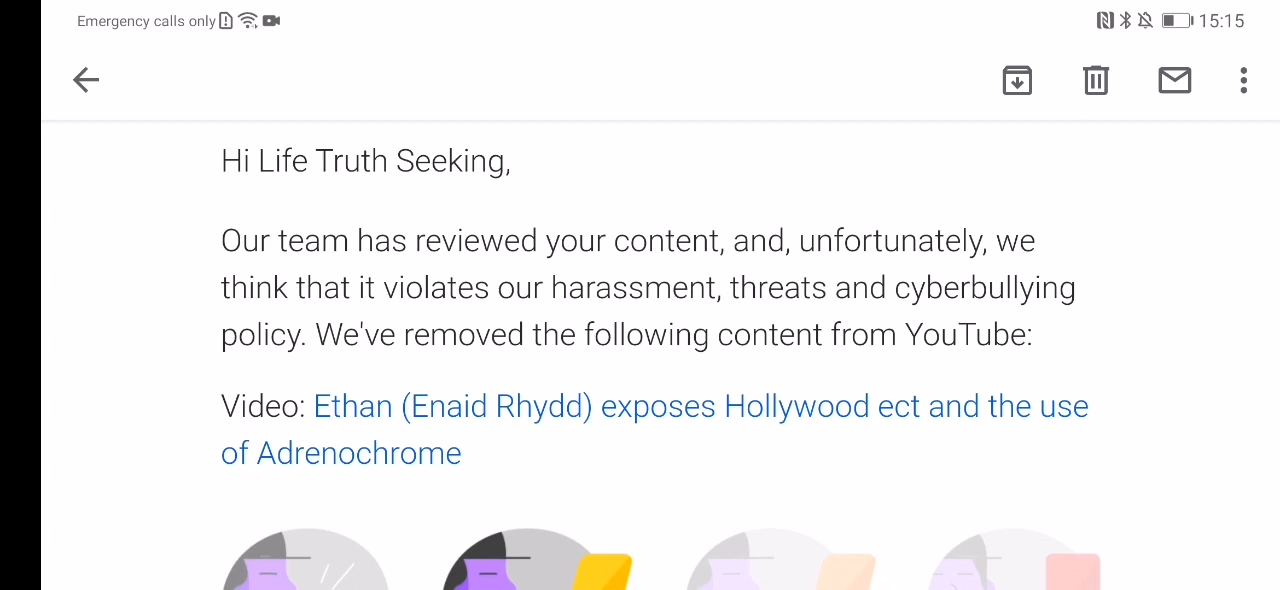 Emergency calls only 15:15
Hi Life Truth Seeking,
Our team has reviewed your content, and, unfortunately, we
think that it violates our harassment, threats and cyberbullying
policy. We've removed the following content from YouTube:
Video: Ethan (Enaid Rhydd) exposes Hollywood ect and the use
of Adrenochrome